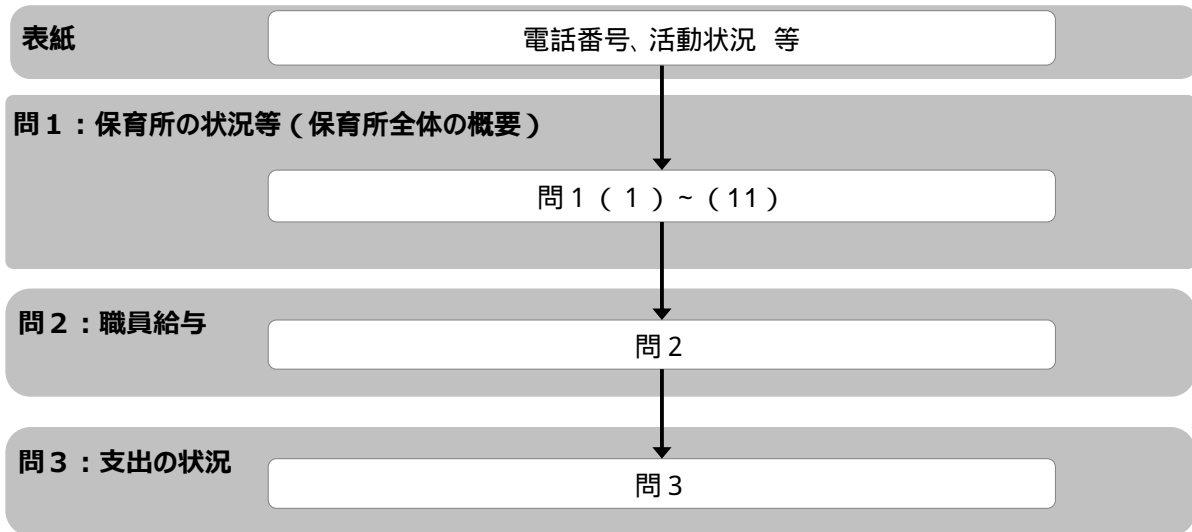 表紙
電話番号、活動状況 等
問1：保育所の状況等（保育所全体の概要）
問1（1）~（11）
問2：職員給与
問2
問3：支出の状況
問3